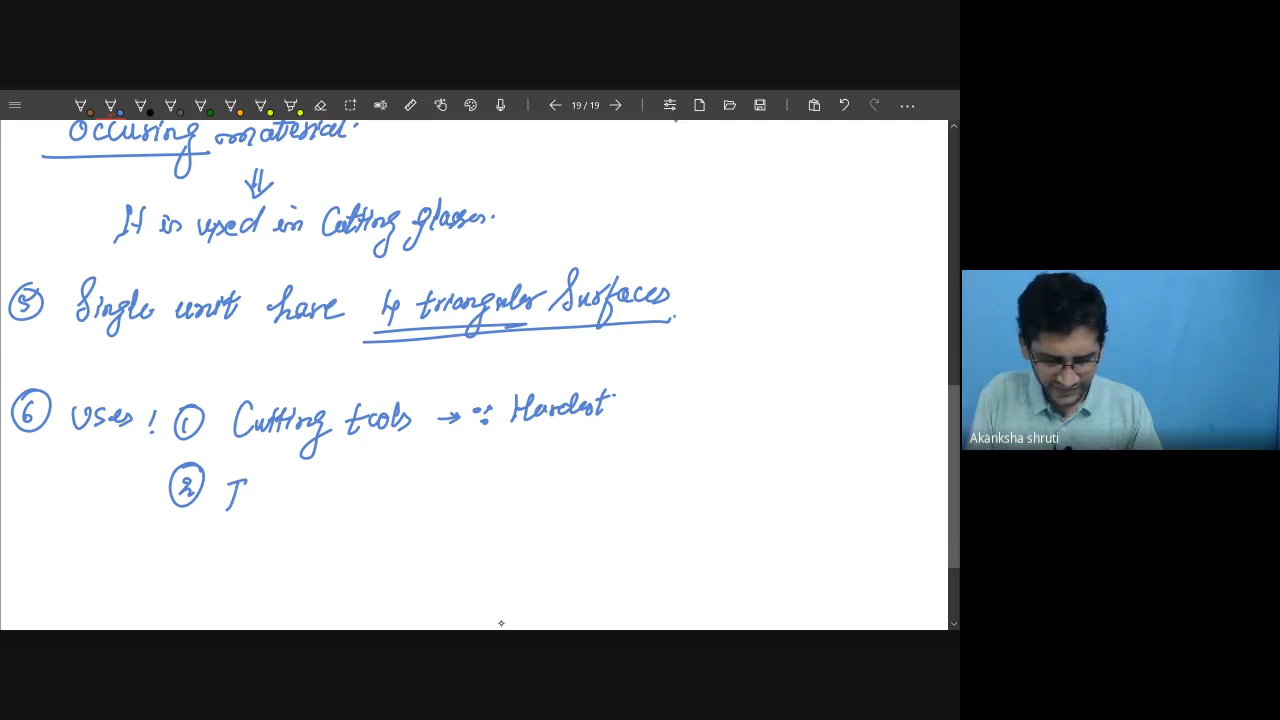 19 / 19
Occuring material.
It is used in Cutting glasses.
5 Single unit have 4 triangular Surfaces.
6 Uses: 1 Cutting tools → ∵ Hardest
2 J
Akanksha shruti